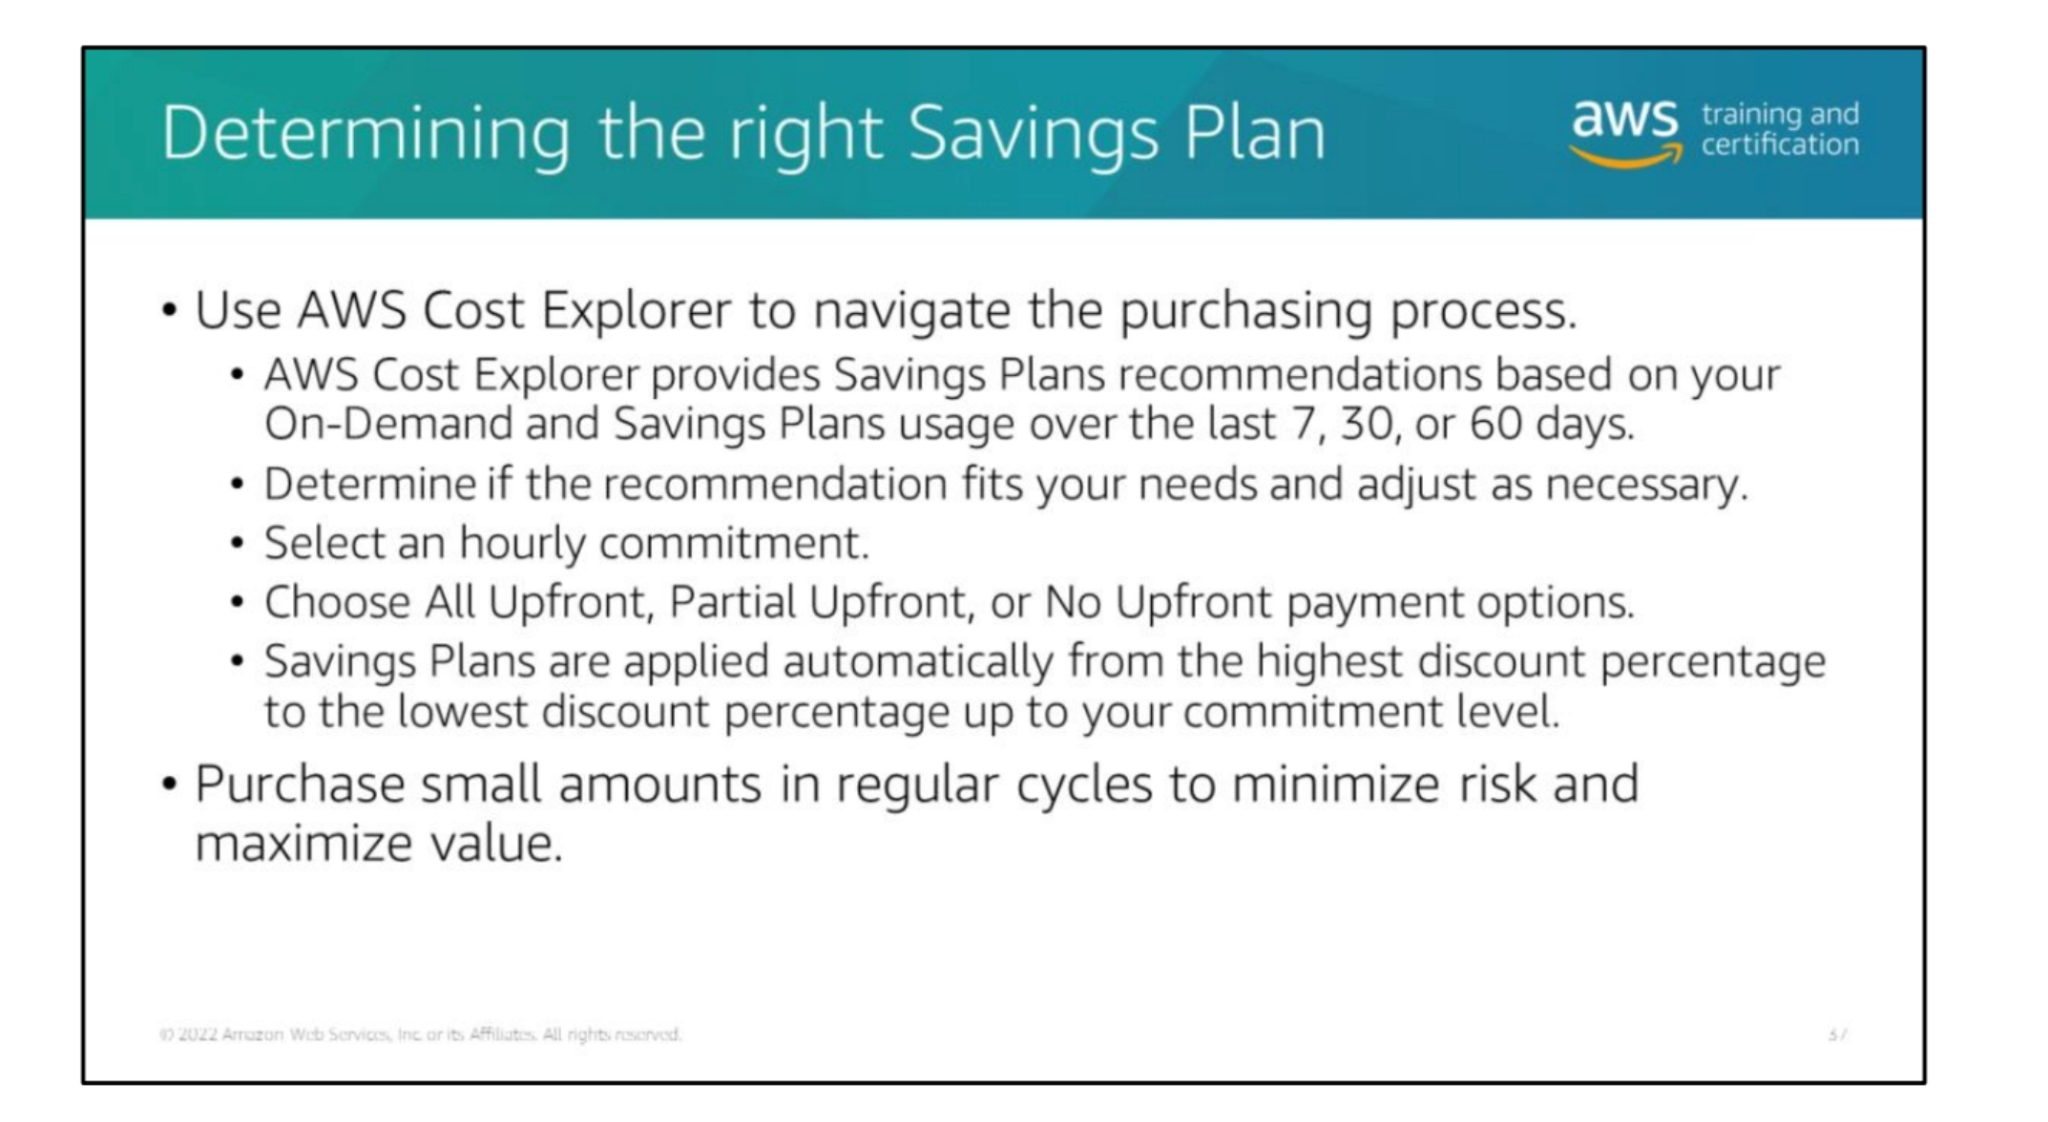 Determining the right Savings Plan
aws training and
certification
• Use AWS Cost Explorer to navigate the purchasing process.
• AWS Cost Explorer provides Savings Plans recommendations based on your
On-Demand and Savings Plans usage over the last 7, 30, or 60 days.
• Determine if the recommendation fits your needs and adjust as necessary.
• Select an hourly commitment.
• Choose All Upfront, Partial Upfront, or No Upfront payment options.
• Savings Plans are applied automatically from the highest discount percentage
to the lowest discount percentage up to your commitment level.
• Purchase small amounts in regular cycles to minimize risk and
maximize value.
© 2022 Amazon Web Services, Inc. or its Affiliates. All rights reserved.